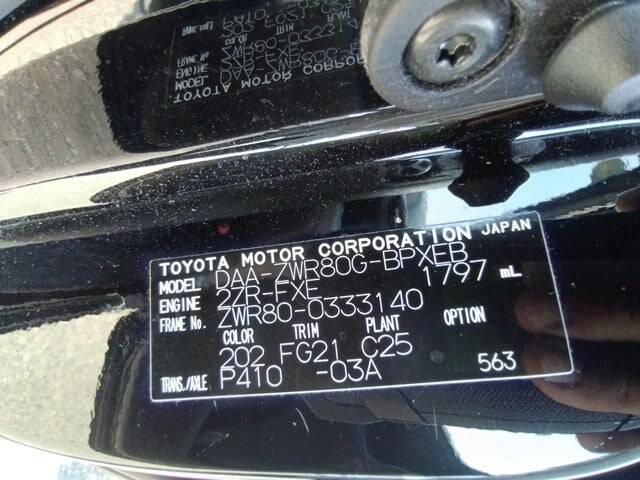 TOYOTA MOTOR CORPORATION JAPAN
MODEL DAA-ZWR80G-BPXEB
ENGINE 2ZR-FXE 1797 mL
FRAME No. ZWR80-0333140
COLOR TRIM PLANT OPTION
202 FG21 C25
TRANS./AXLE P410 -03A 563